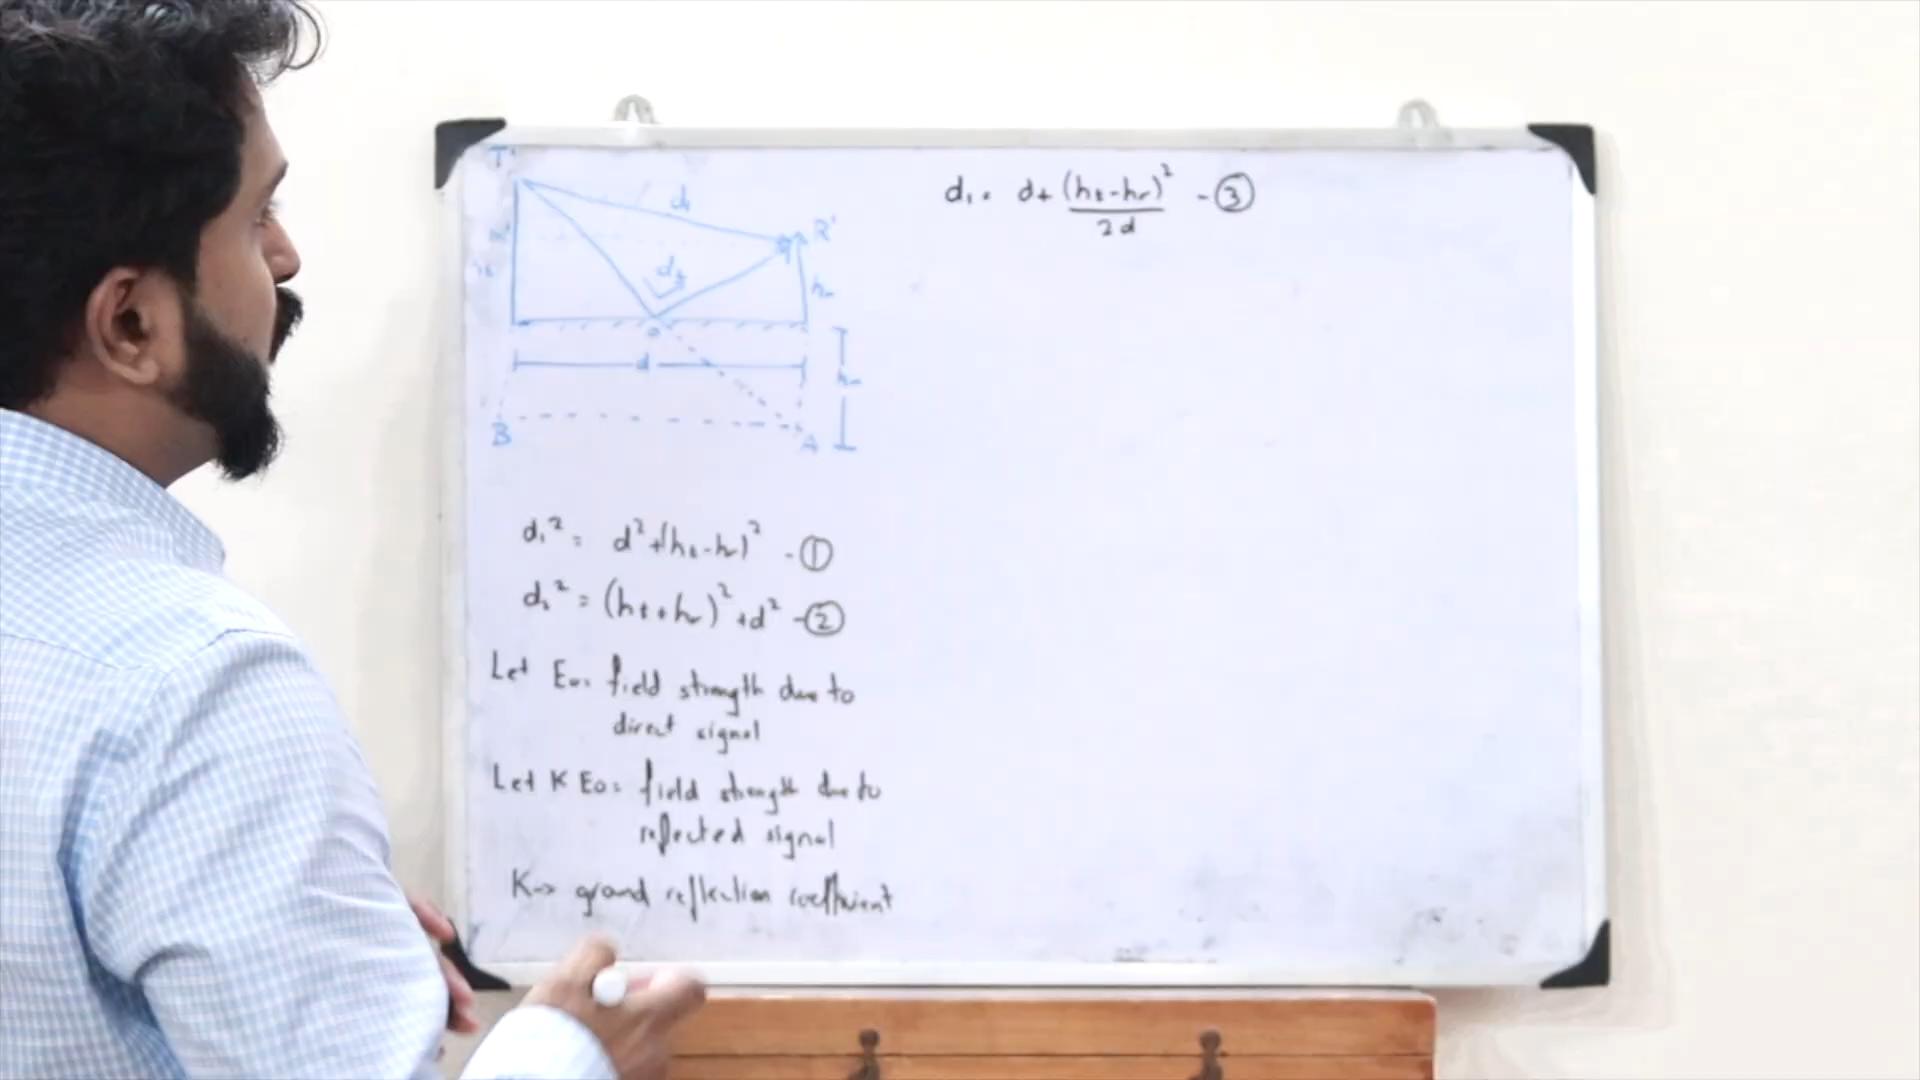 T'
d₁
R'
d₂
hᵣ
d
hᵣ
B
A
d₁² = d² + (hₜ-hᵣ)² - ①
d₂² = (hₜ+hᵣ)² + d² - ②
Let E₀= field strength due to
direct signal
Let K E₀= field strength due to
reflected signal
K-> ground reflection coefficient
d₁ = d + (hₜ-hᵣ)² / 2d - ③